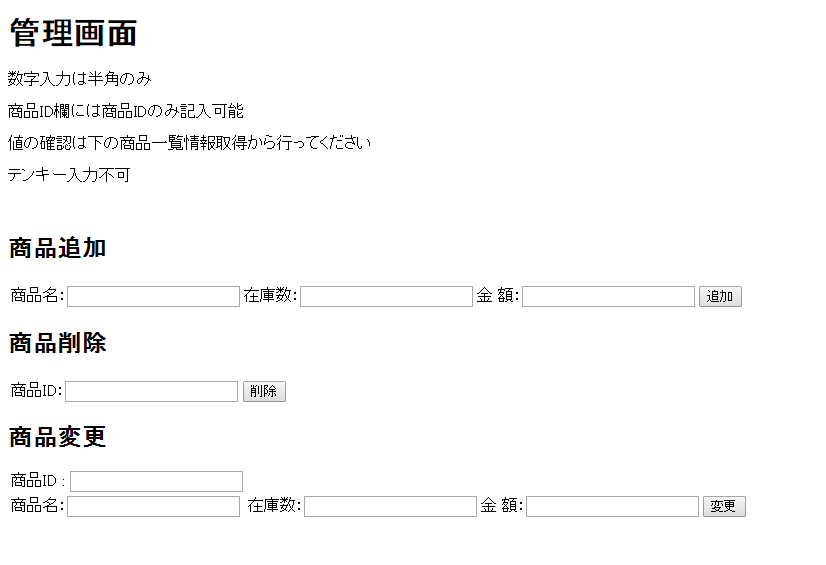 管理画面
数字入力は半角のみ
商品ID欄には商品IDのみ記入可能
値の確認は下の商品一覧情報取得から行ってください
テンキー入力不可
商品追加
商品名： 在庫数： 金 額： 追加
商品削除
商品ID： 削除
商品変更
商品ID :
商品名： 在庫数： 金 額： 変更